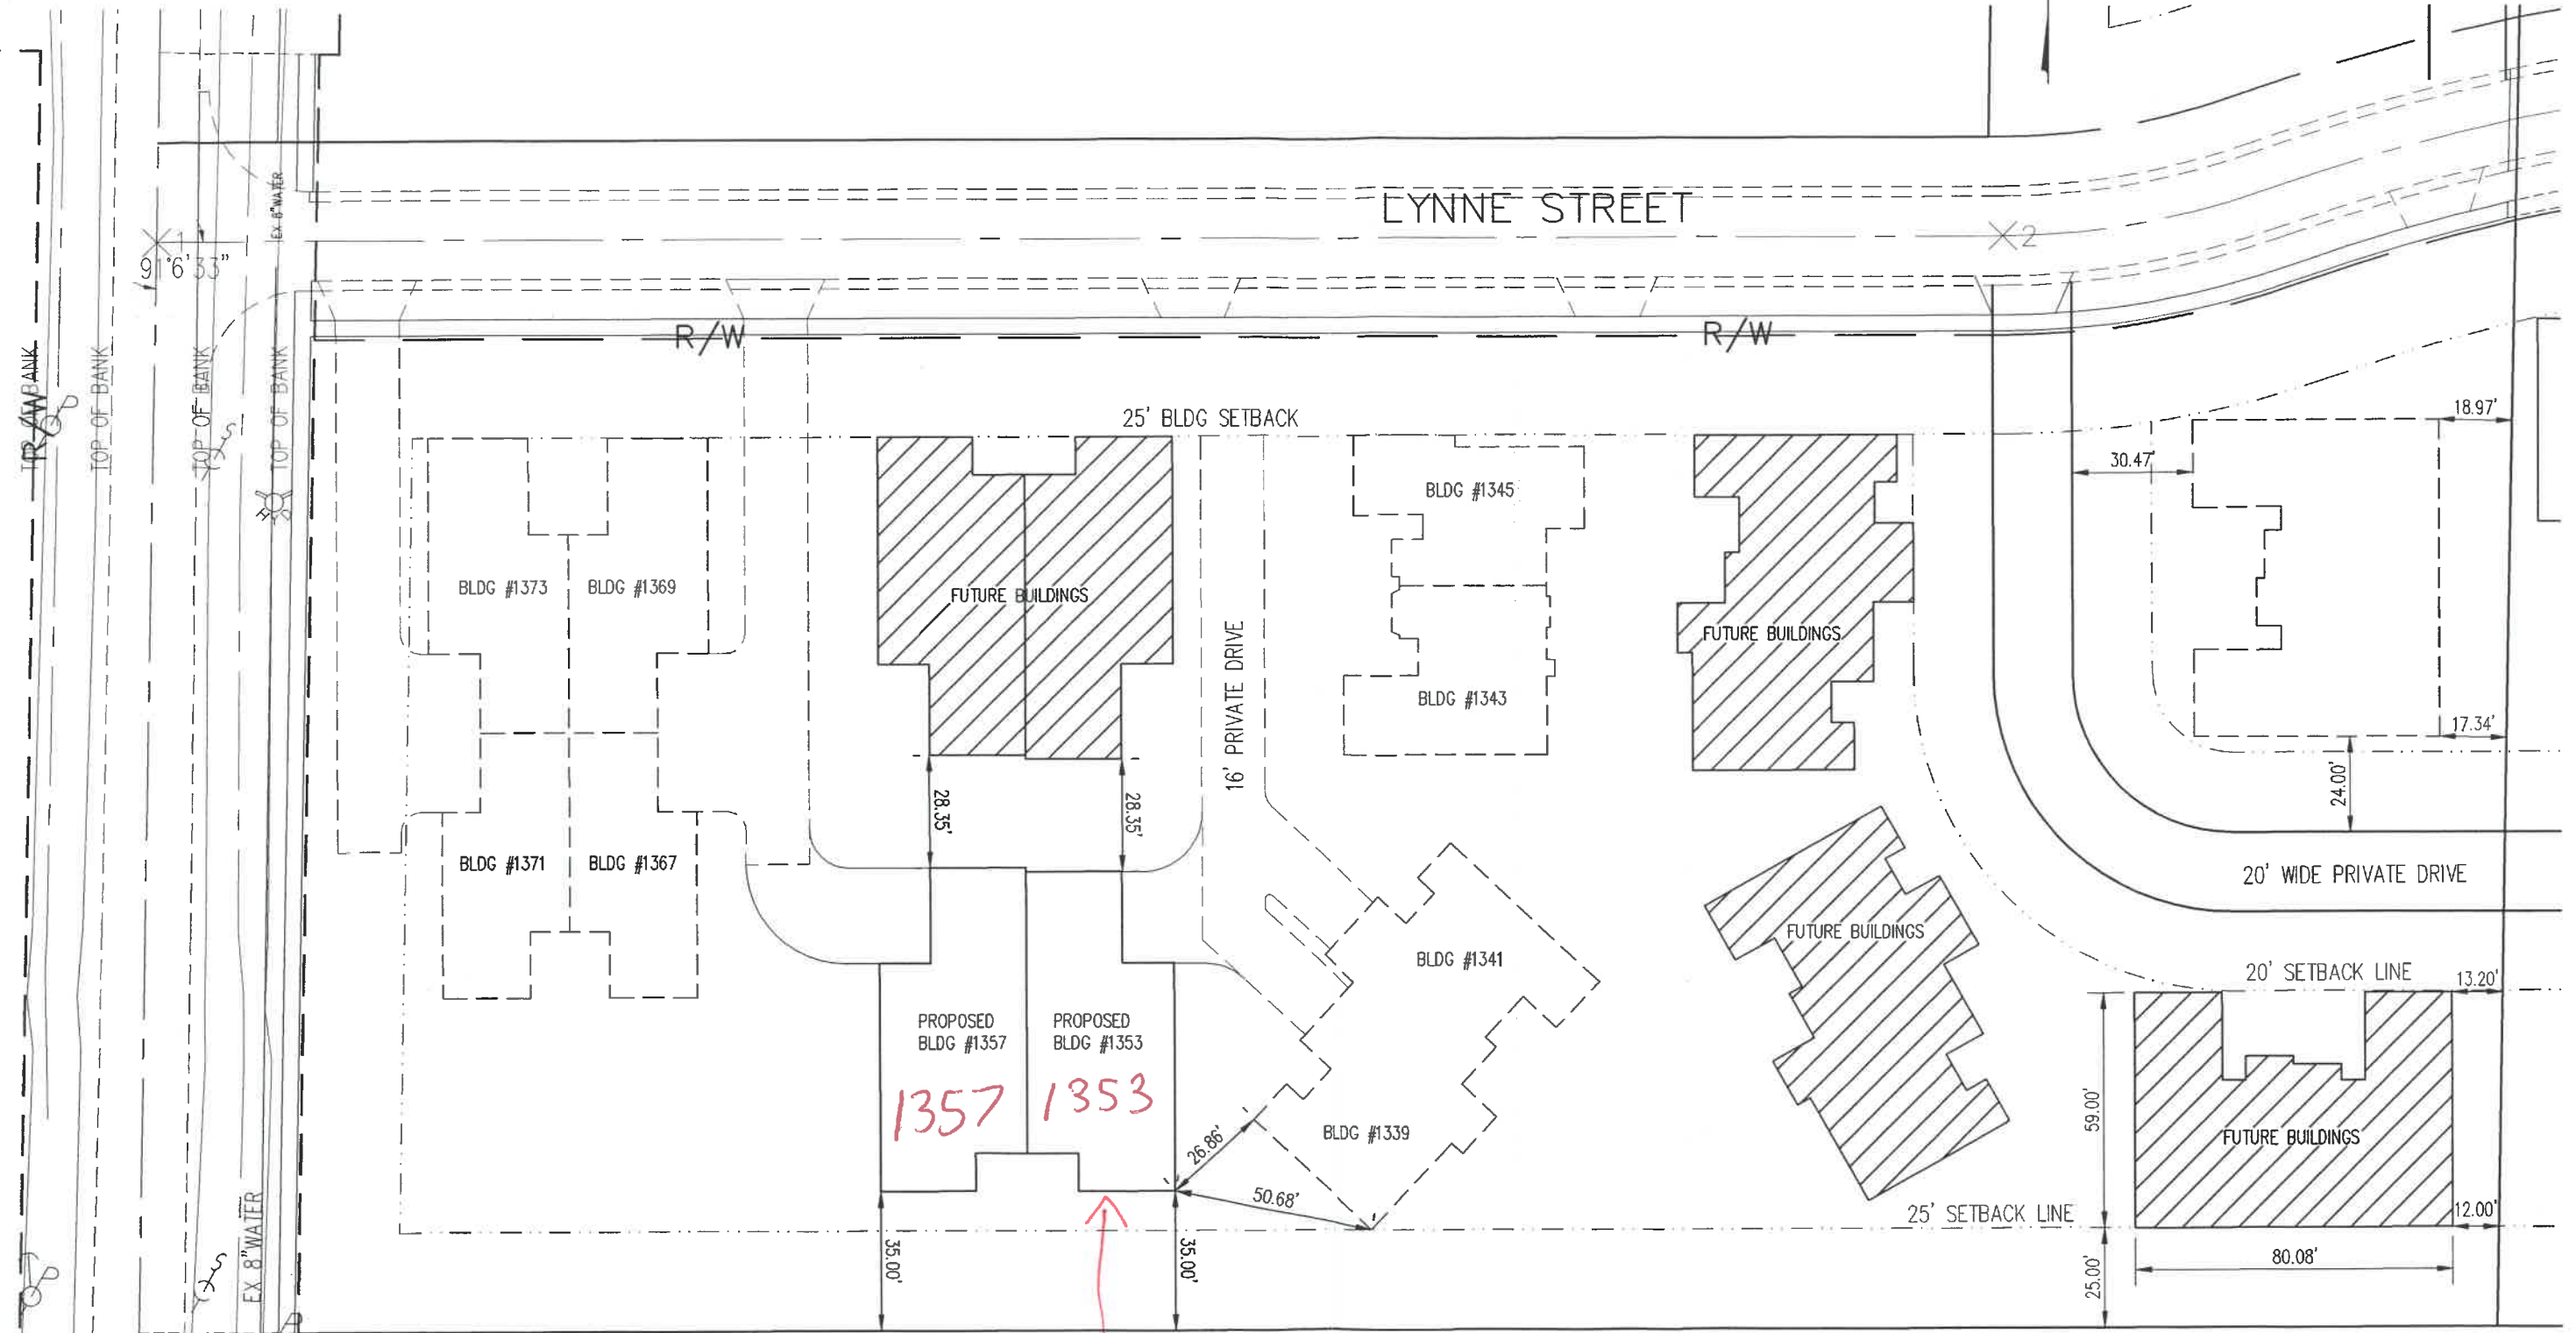 EX 8"WATER
LYNNE STREET
1
2
91°6'33"
R/W
R/W
R/W
TOP OF BANK
TOP OF BANK
TOP OF BANK
TOP OF BANK
25' BLDG SETBACK
18.97'
30.47'
BLDG #1345
BLDG #1373
BLDG #1369
FUTURE BUILDINGS
16' PRIVATE DRIVE
FUTURE BUILDINGS
BLDG #1343
17.34'
24.00'
28.35'
28.35'
BLDG #1371
BLDG #1367
20' WIDE PRIVATE DRIVE
FUTURE BUILDINGS
BLDG #1341
20' SETBACK LINE
13.20'
PROPOSED
BLDG #1357
PROPOSED
BLDG #1353
1357
1353
26.86'
BLDG #1339
59.00'
FUTURE BUILDINGS
50.68'
25' SETBACK LINE
12.00'
EX 8"WATER
35.00'
35.00'
25.00'
80.08'